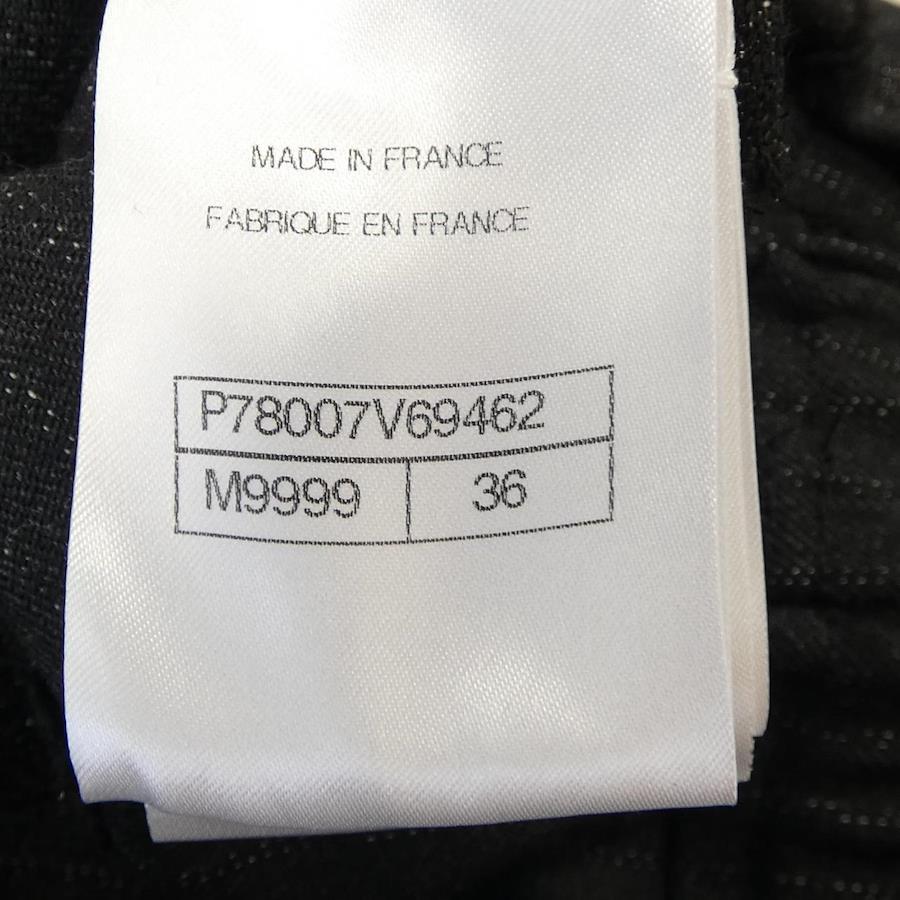 MADE IN FRANCE
FABRIQUE EN FRANCE
P78007V69462
M9999 36